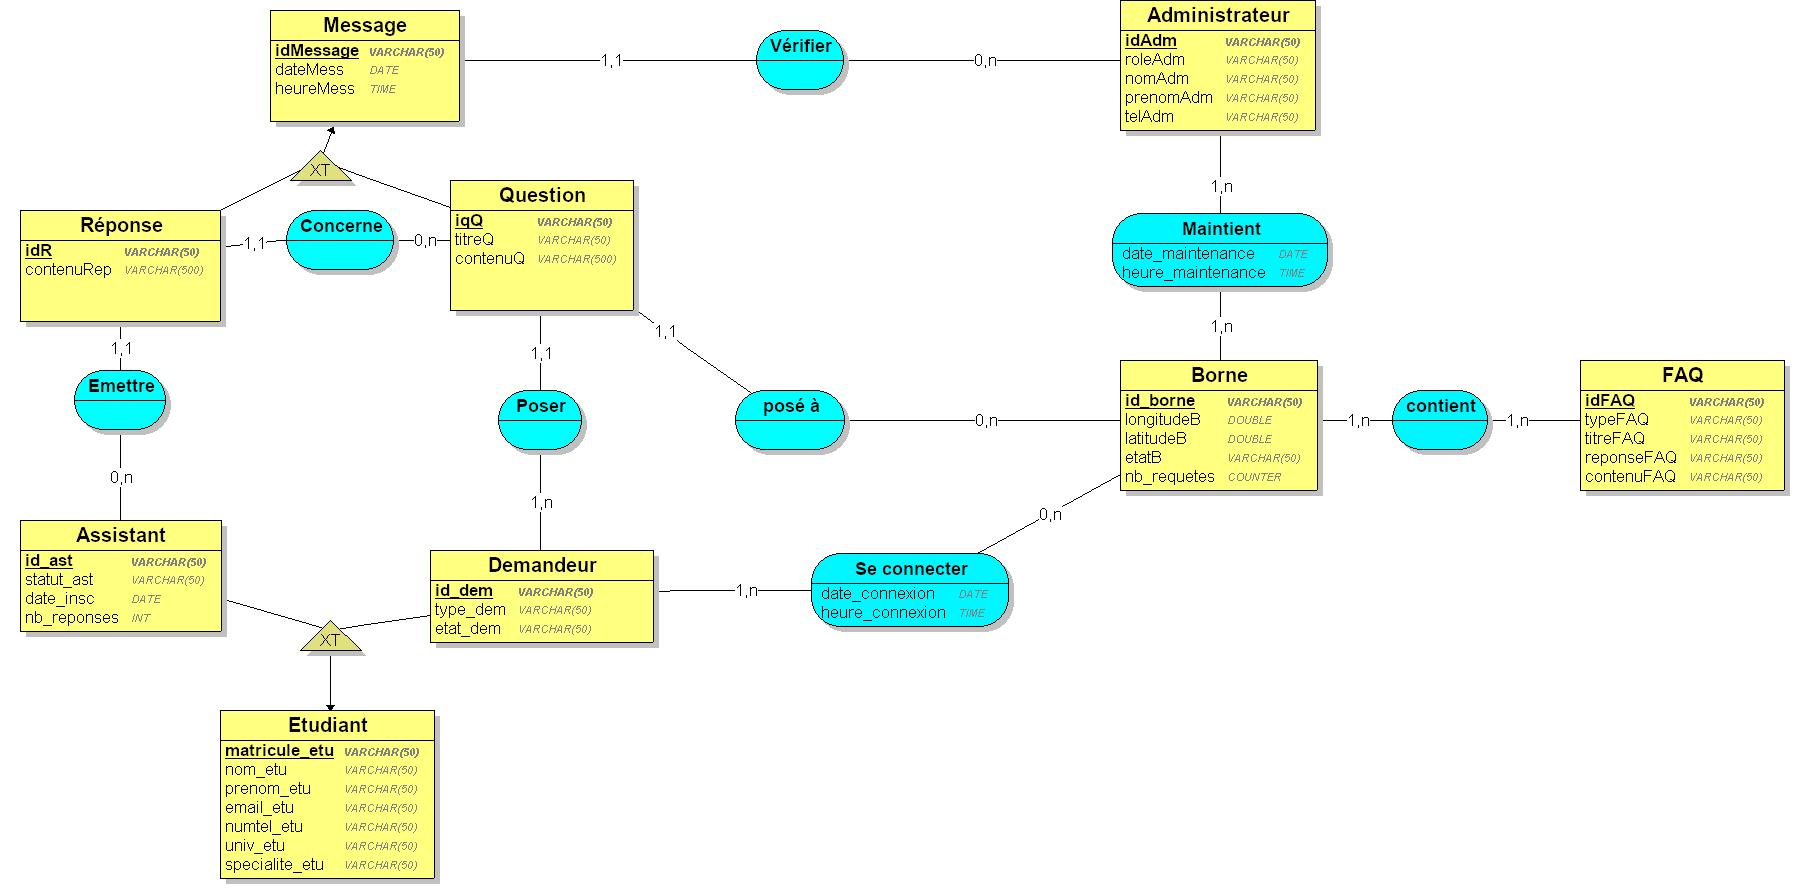 Message
idMessage VARCHAR(50)
dateMess DATE
heureMess TIME
1,1
Vérifier
0,n
Administrateur
idAdm VARCHAR(50)
roleAdm VARCHAR(50)
nomAdm VARCHAR(50)
prenomAdm VARCHAR(50)
telAdm VARCHAR(50)
XT
Réponse
idR VARCHAR(50)
contenuRep VARCHAR(500)
1,1
Concerne
0,n
Question
iqQ VARCHAR(50)
titreQ VARCHAR(50)
contenuQ VARCHAR(500)
1,n
Maintient
date_maintenance DATE
heure_maintenance TIME
1,n
1,1
Emettre
0,n
1,1
Poser
1,n
1,1
posé à
0,n
Borne
id_borne VARCHAR(50)
longitudeB DOUBLE
latitudeB DOUBLE
etatB VARCHAR(50)
nb_requetes COUNTER
1,n
contient
1,n
FAQ
idFAQ VARCHAR(50)
typeFAQ VARCHAR(50)
titreFAQ VARCHAR(50)
reponseFAQ VARCHAR(50)
contenuFAQ VARCHAR(50)
Assistant
id_ast VARCHAR(50)
statut_ast VARCHAR(50)
date_insc DATE
nb_reponses INT
Demandeur
id_dem VARCHAR(50)
type_dem VARCHAR(50)
etat_dem VARCHAR(50)
1,n
Se connecter
date_connexion DATE
heure_connexion TIME
0,n
XT
Etudiant
matricule_etu VARCHAR(50)
nom_etu VARCHAR(50)
prenom_etu VARCHAR(50)
email_etu VARCHAR(50)
numtel_etu VARCHAR(50)
univ_etu VARCHAR(50)
specialite_etu VARCHAR(50)